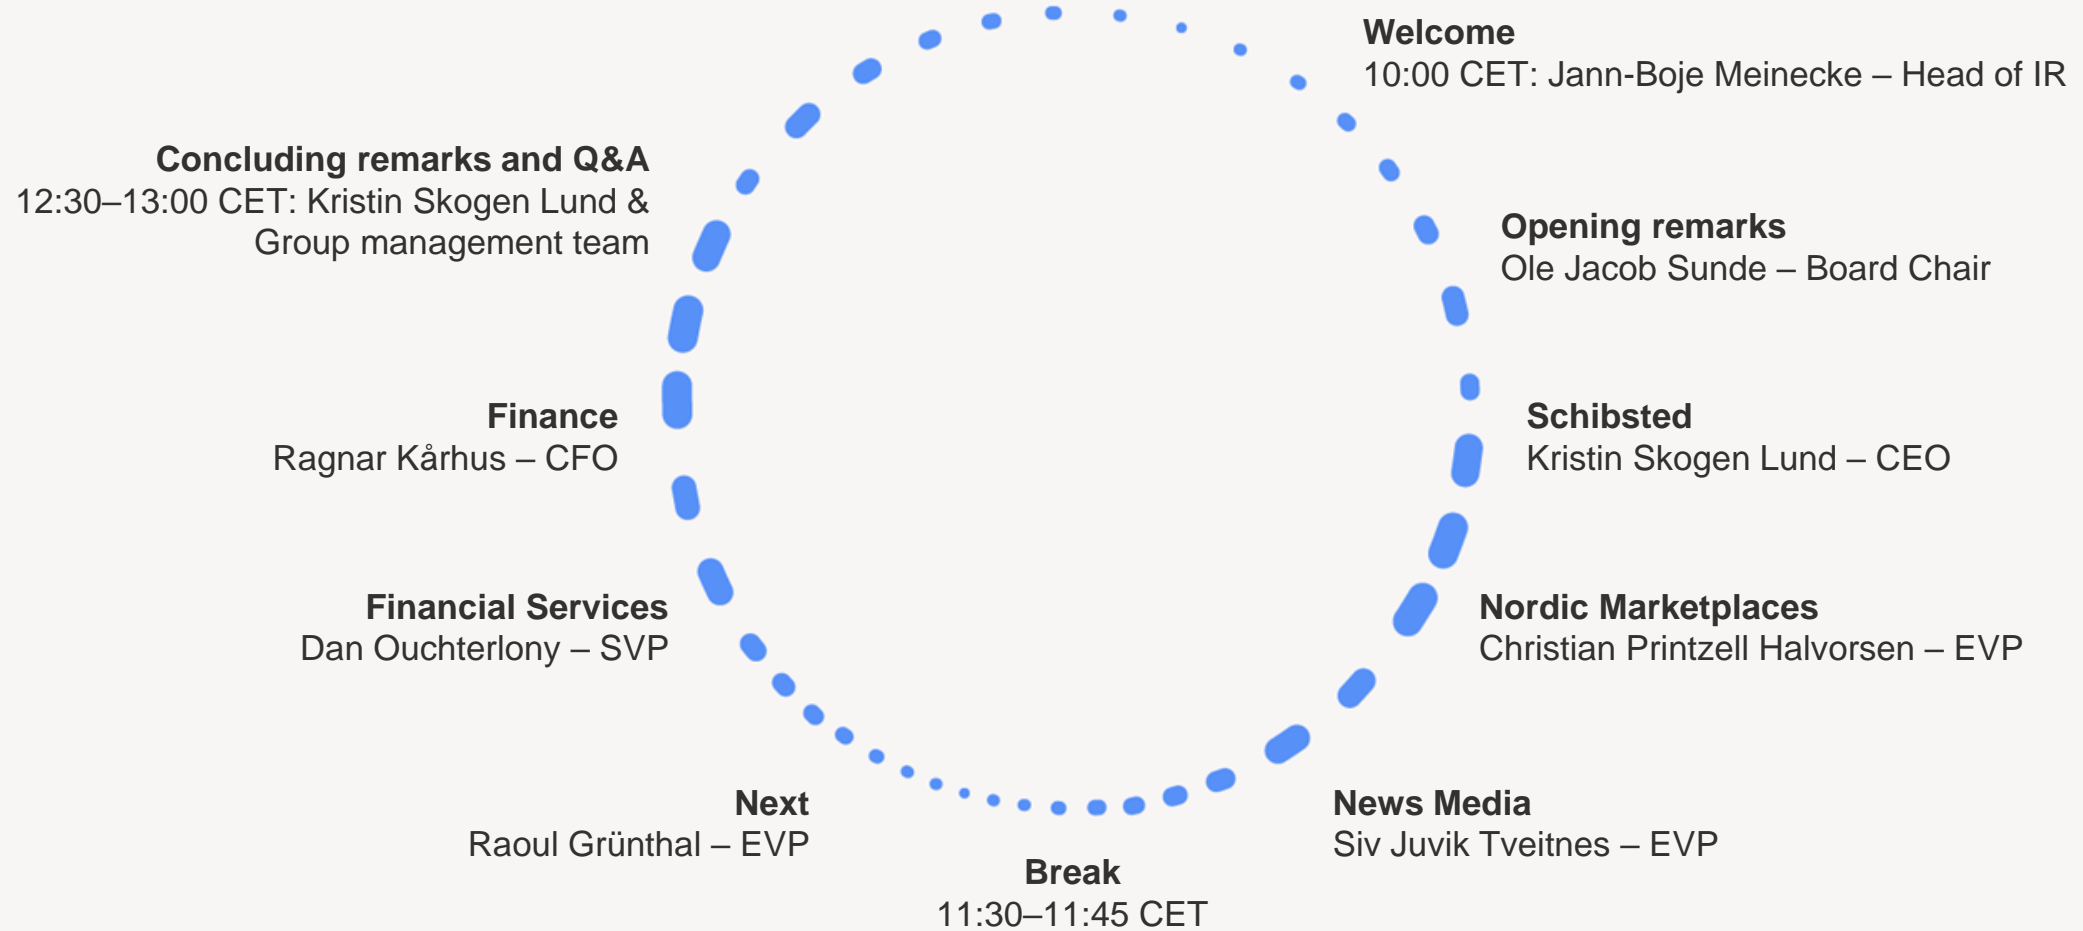 Welcome
10:00 CET: Jann-Boje Meinecke – Head of IR
Opening remarks
Ole Jacob Sunde – Board Chair
Schibsted
Kristin Skogen Lund – CEO
Nordic Marketplaces
Christian Printzell Halvorsen – EVP
News Media
Siv Juvik Tveitnes – EVP
Break
11:30–11:45 CET
Next
Raoul Grünthal – EVP
Financial Services
Dan Ouchterlony – SVP
Finance
Ragnar Kårhus – CFO
Concluding remarks and Q&A
12:30–13:00 CET: Kristin Skogen Lund &
Group management team